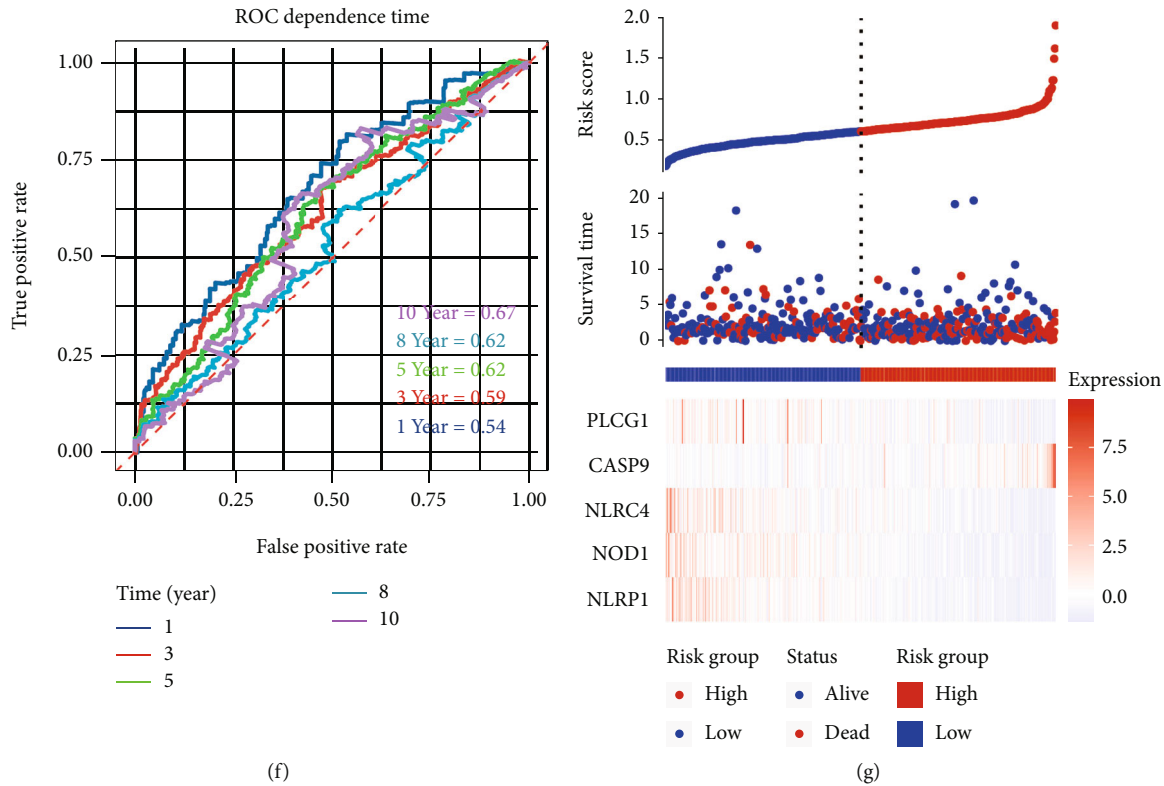 ROC dependence time
True positive rate
1.00
0.75
0.50
0.25
0.00
10 Year = 0.67
8 Year = 0.62
5 Year = 0.62
3 Year = 0.59
1 Year = 0.54
0.00 0.25 0.50 0.75 1.00
False positive rate
Time (year)
1
3
5
8
10
(f)
Risk score
2.0
1.5
1.0
0.5
Survival time
20
15
10
5
0
PLCG1
CASP9
NLRC4
NOD1
NLRP1
Expression
7.5
5.0
2.5
0.0
Risk group
High
Low
Status
Alive
Dead
Risk group
High
Low
(g)